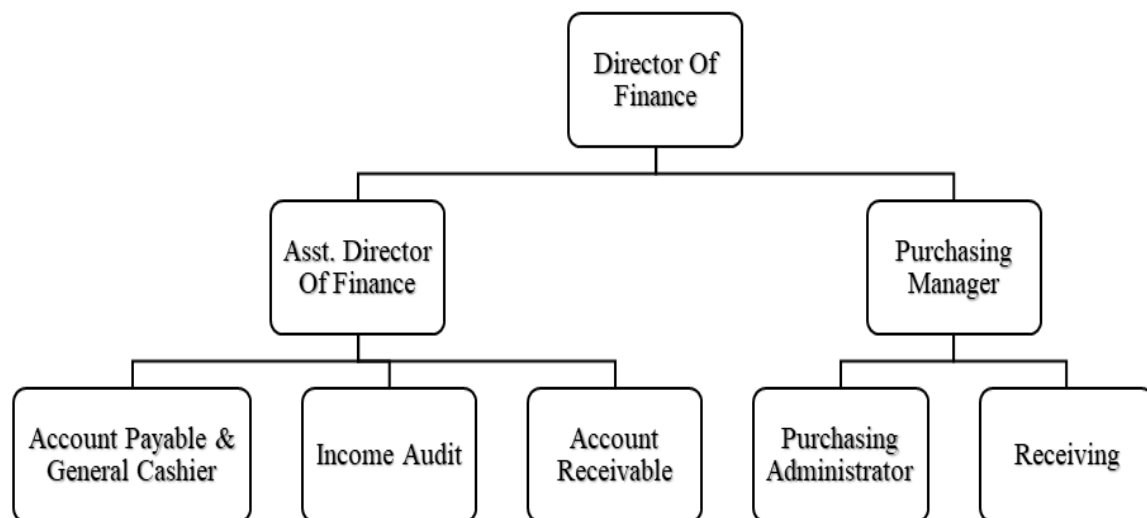 Director Of
Finance
Asst. Director
Of Finance
Purchasing
Manager
Account Payable &
General Cashier
Income Audit
Account
Receivable
Purchasing
Administrator
Receiving